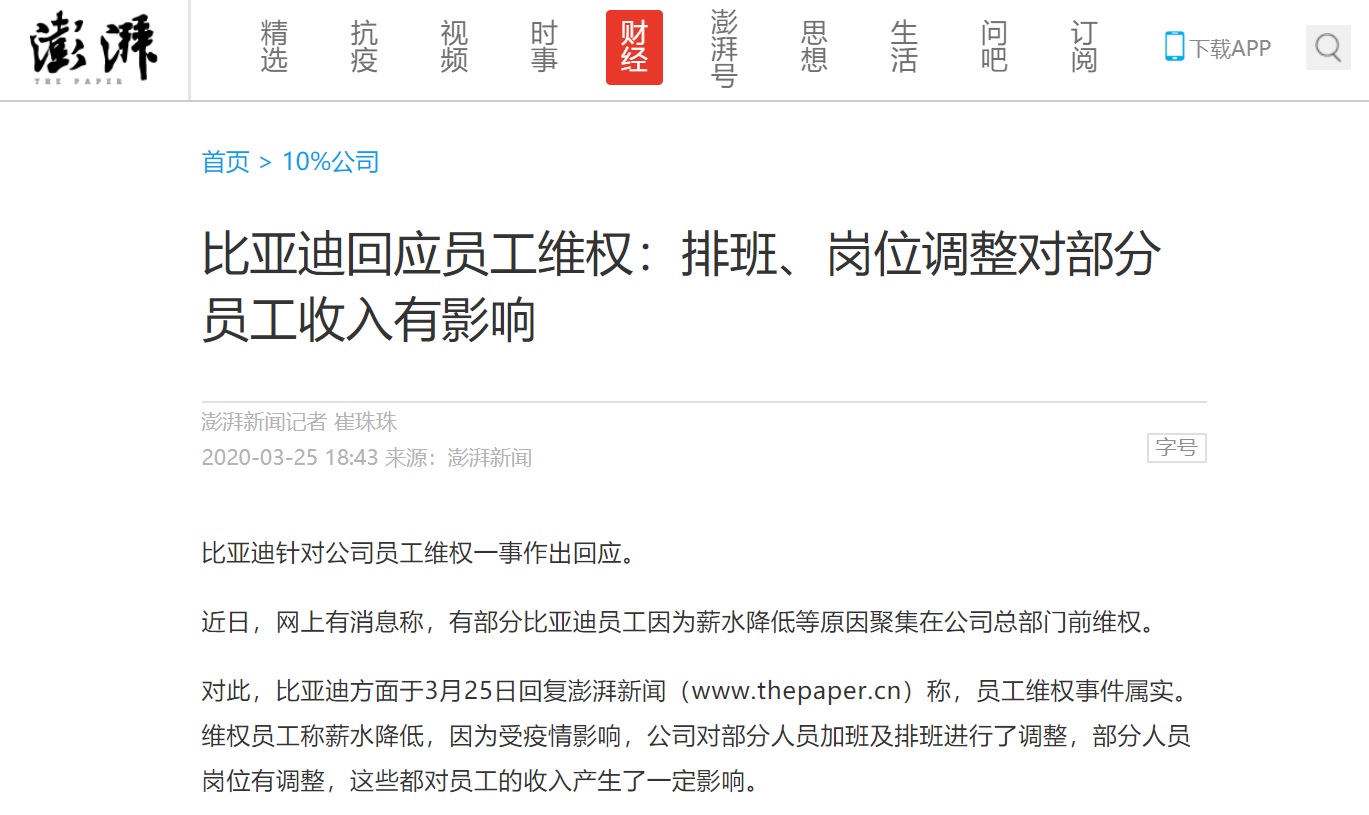 澎湃
THE PAPER
精选
抗疫
视频
时事
财经
澎湃号
思想
生活
问吧
订阅
下载APP
首页 > 10%公司
比亚迪回应员工维权：排班、岗位调整对部分
员工收入有影响
澎湃新闻记者 崔珠珠
2020-03-25 18:43 来源：澎湃新闻
字号
比亚迪针对公司员工维权一事作出回应。
近日，网上有消息称，有部分比亚迪员工因为薪水降低等原因聚集在公司总部门前维权。
对此，比亚迪方面于3月25日回复澎湃新闻（www.thepaper.cn）称，员工维权事件属实。
维权员工称薪水降低，因为受疫情影响，公司对部分人员加班及排班进行了调整，部分人员
岗位有调整，这些都对员工的收入产生了一定影响。